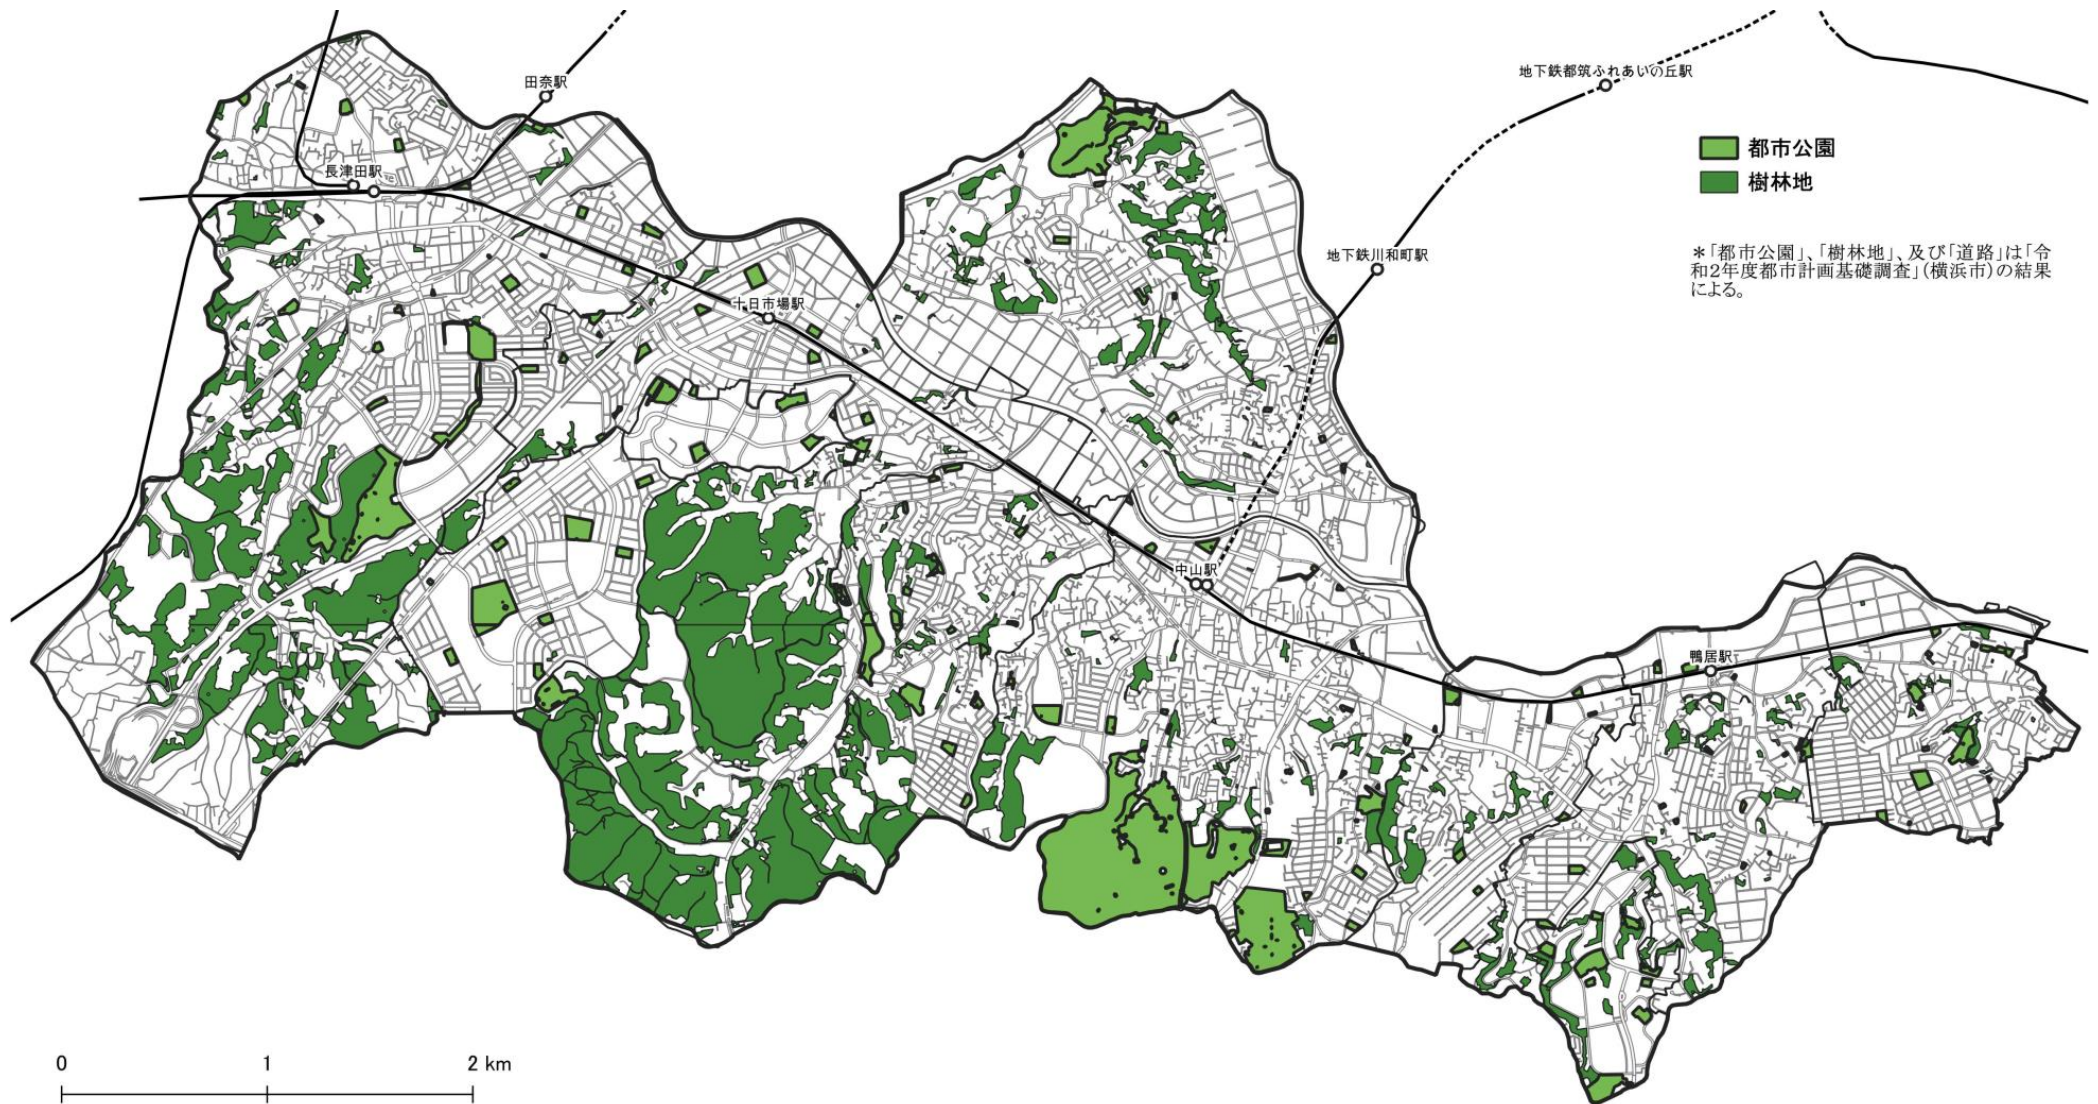 田奈駅
地下鉄都筑ふれあいの丘駅
都市公園
長津田駅
樹林地
地下鉄川和町駅
＊「都市公園」、「樹林地」、及び「道路」は「令
和2年度都市計画基礎調査」（横浜市）の結果
による。
十日市場駅
中山駅
鴨居駅
0 1 2 km